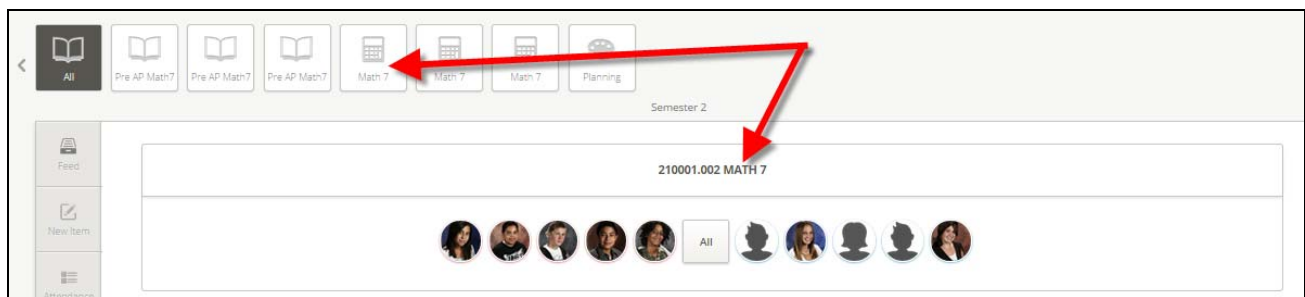 All
Pre AP Math7
Pre AP Math7
Pre AP Math7
Math 7
Math 7
Math 7
Planning
Semester 2
Feed
210001.002 MATH 7
New Item
All
Attendance